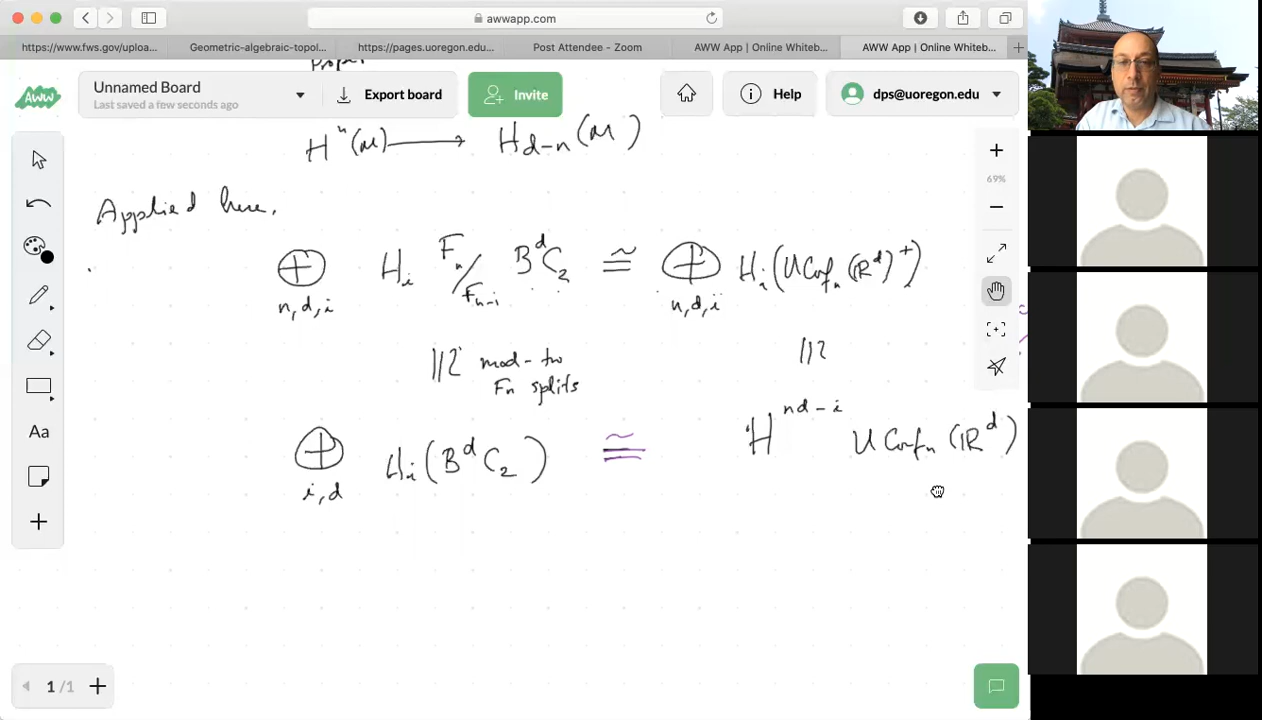 awwapp.com
https://www.fws.gov/uploa...
Geometric-algebraic-topol...
https://pages.uoregon.edu...
Post Attendee - Zoom
AWW App | Online Whiteb...
AWW App | Online Whiteb...
Unnamed Board
Last saved a few seconds ago
Export board
Invite
Help
dps@uoregon.edu
AWW
H^n(M) → H_{d-n}(M)
69%
Applied here.
⊕_{n,d,i} H_i F_n/F_{n-1} B^d C_2 ≅ ⊕_{n,d,i} H_i(UConf_n(ℝ^d)^+)
mod-two
F_n splits
⊕_{i,d} H_i(B^d C_2) ≅ H^{nd-i} UConf_n(ℝ^d)
Aa
1 /1